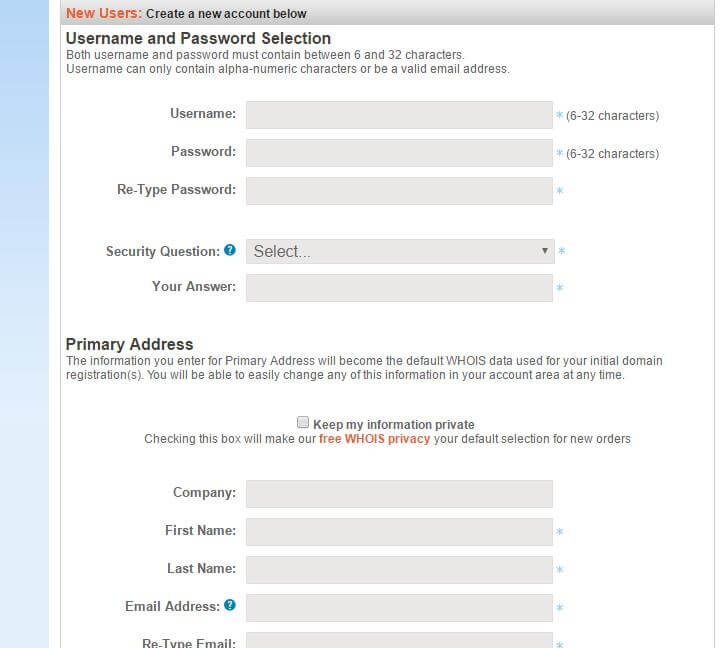 New Users: Create a new account below
Username and Password Selection
Both username and password must contain between 6 and 32 characters.
Username can only contain alpha-numeric characters or be a valid email address.
Username: * (6-32 characters)
Password: * (6-32 characters)
Re-Type Password: *
Security Question: ? Select... ▼ *
Your Answer: *
Primary Address
The information you enter for Primary Address will become the default WHOIS data used for your initial domain
registration(s). You will be able to easily change any of this information in your account area at any time.
Keep my information private
Checking this box will make our free WHOIS privacy your default selection for new orders
Company:
First Name: *
Last Name: *
Email Address: ? *
Re-Type Email: *